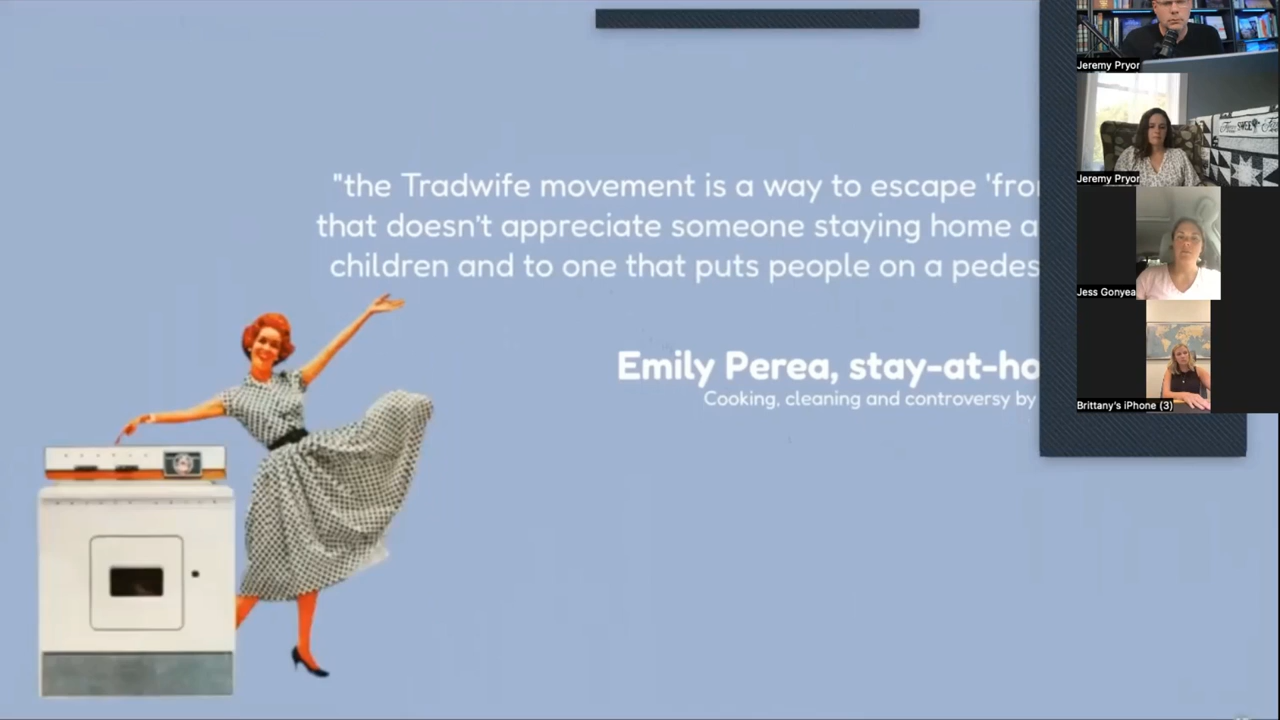 "the Tradwife movement is a way to escape 'fro
that doesn't appreciate someone staying home a
children and to one that puts people on a pedes
Emily Perea, stay-at-ho
Cooking, cleaning and controversy by
Jeremy Pryor
Jeremy Pryor
Jess Gonyea
Brittany's iPhone (3)